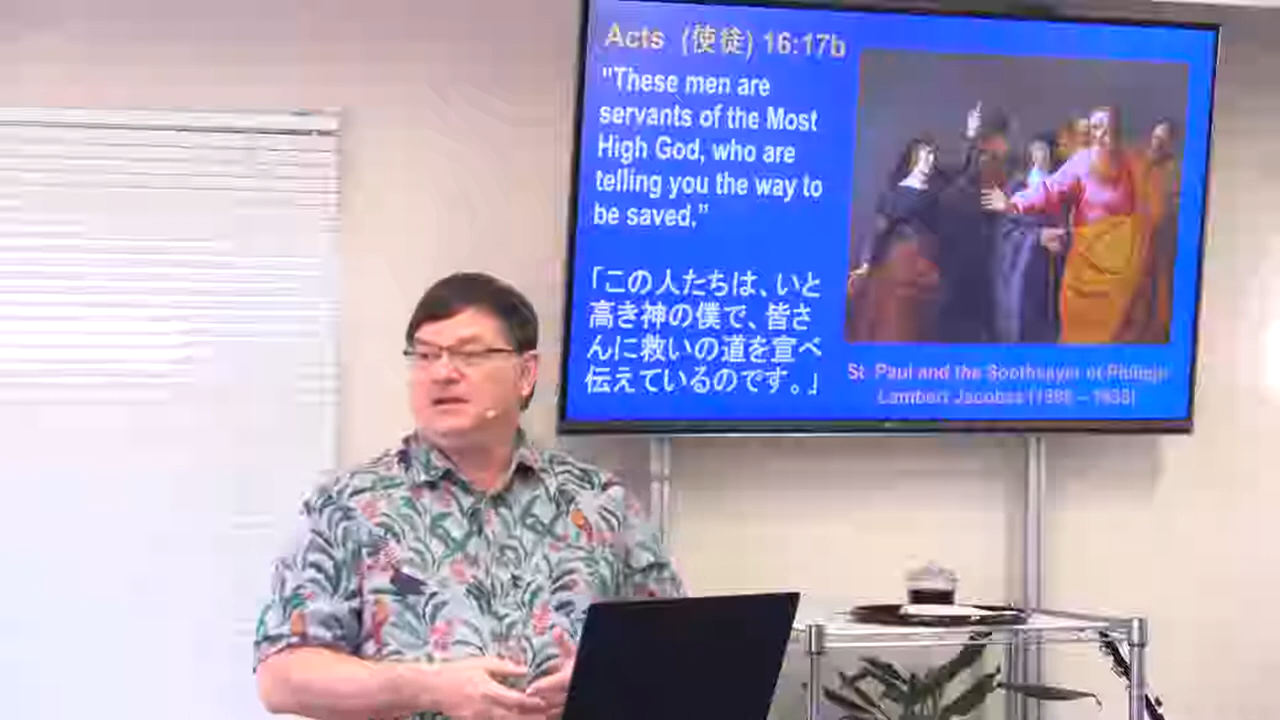 Acts (使徒) 16:17b
"These men are
servants of the Most
High God, who are
telling you the way to
be saved.”
「この人たちは、いと
高き神の僕で、皆さ
んに救いの道を宣べ
伝えているのです。」
St. Paul and the Soothsayer of Philippi
Lambert Jacobsz